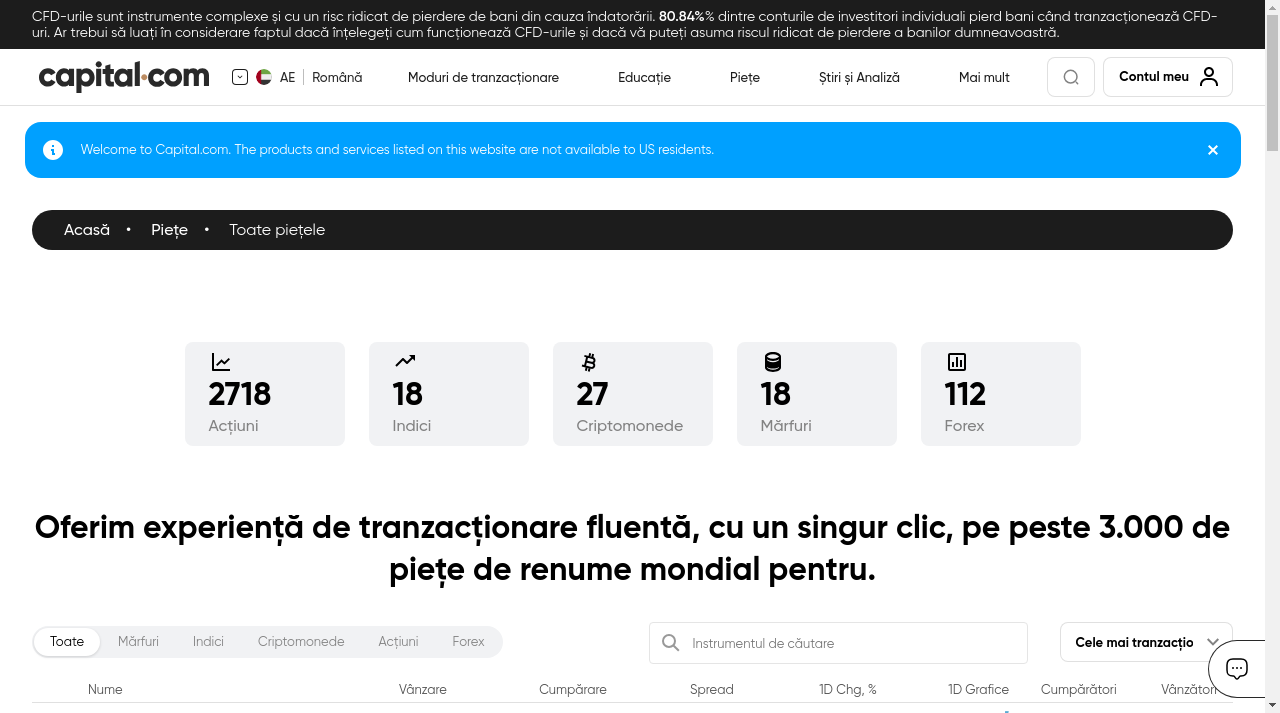 CFD-urile sunt instrumente complexe și cu un risc ridicat de pierdere de bani din cauza îndatorării. 80.84%% dintre conturile de investitori individuali pierd bani când tranzacționează CFD-
uri. Ar trebui să luați în considerare faptul dacă înțelegeți cum funcționează CFD-urile și dacă vă puteți asuma riscul ridicat de pierdere a banilor dumneavoastră.
capital.com
AE
Română
Moduri de tranzacționare
Educație
Piețe
Știri și Analiză
Mai mult
Contul meu
Welcome to Capital.com. The products and services listed on this website are not available to US residents.
Acasă • Piețe • Toate piețele
2718
Acțiuni
18
Indici
27
Criptomonede
18
Mărfuri
112
Forex
Oferim experiență de tranzacționare fluentă, cu un singur clic, pe peste 3.000 de
piețe de renume mondial pentru.
Toate
Mărfuri
Indici
Criptomonede
Acțiuni
Forex
Instrumentul de căutare
Cele mai tranzacțio
Nume
Vânzare
Cumpărare
Spread
1D Chg, %
1D Grafice
Cumpărători
Vânzători